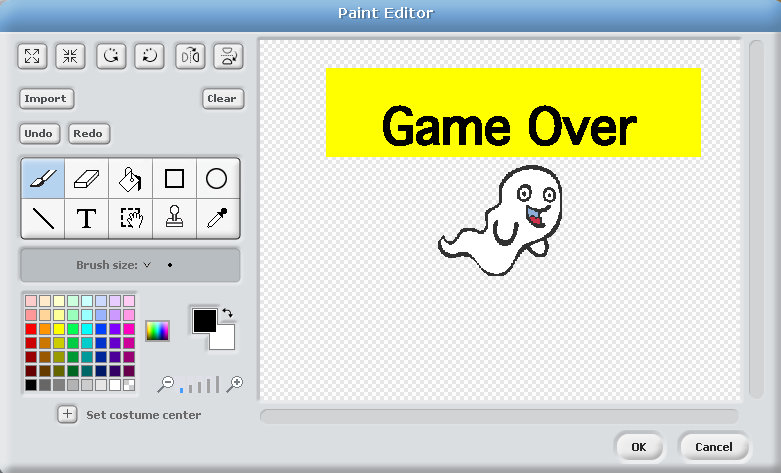 Paint Editor
Import
Clear
Undo
Redo
T
Brush size:
Set costume center
Game Over
OK
Cancel